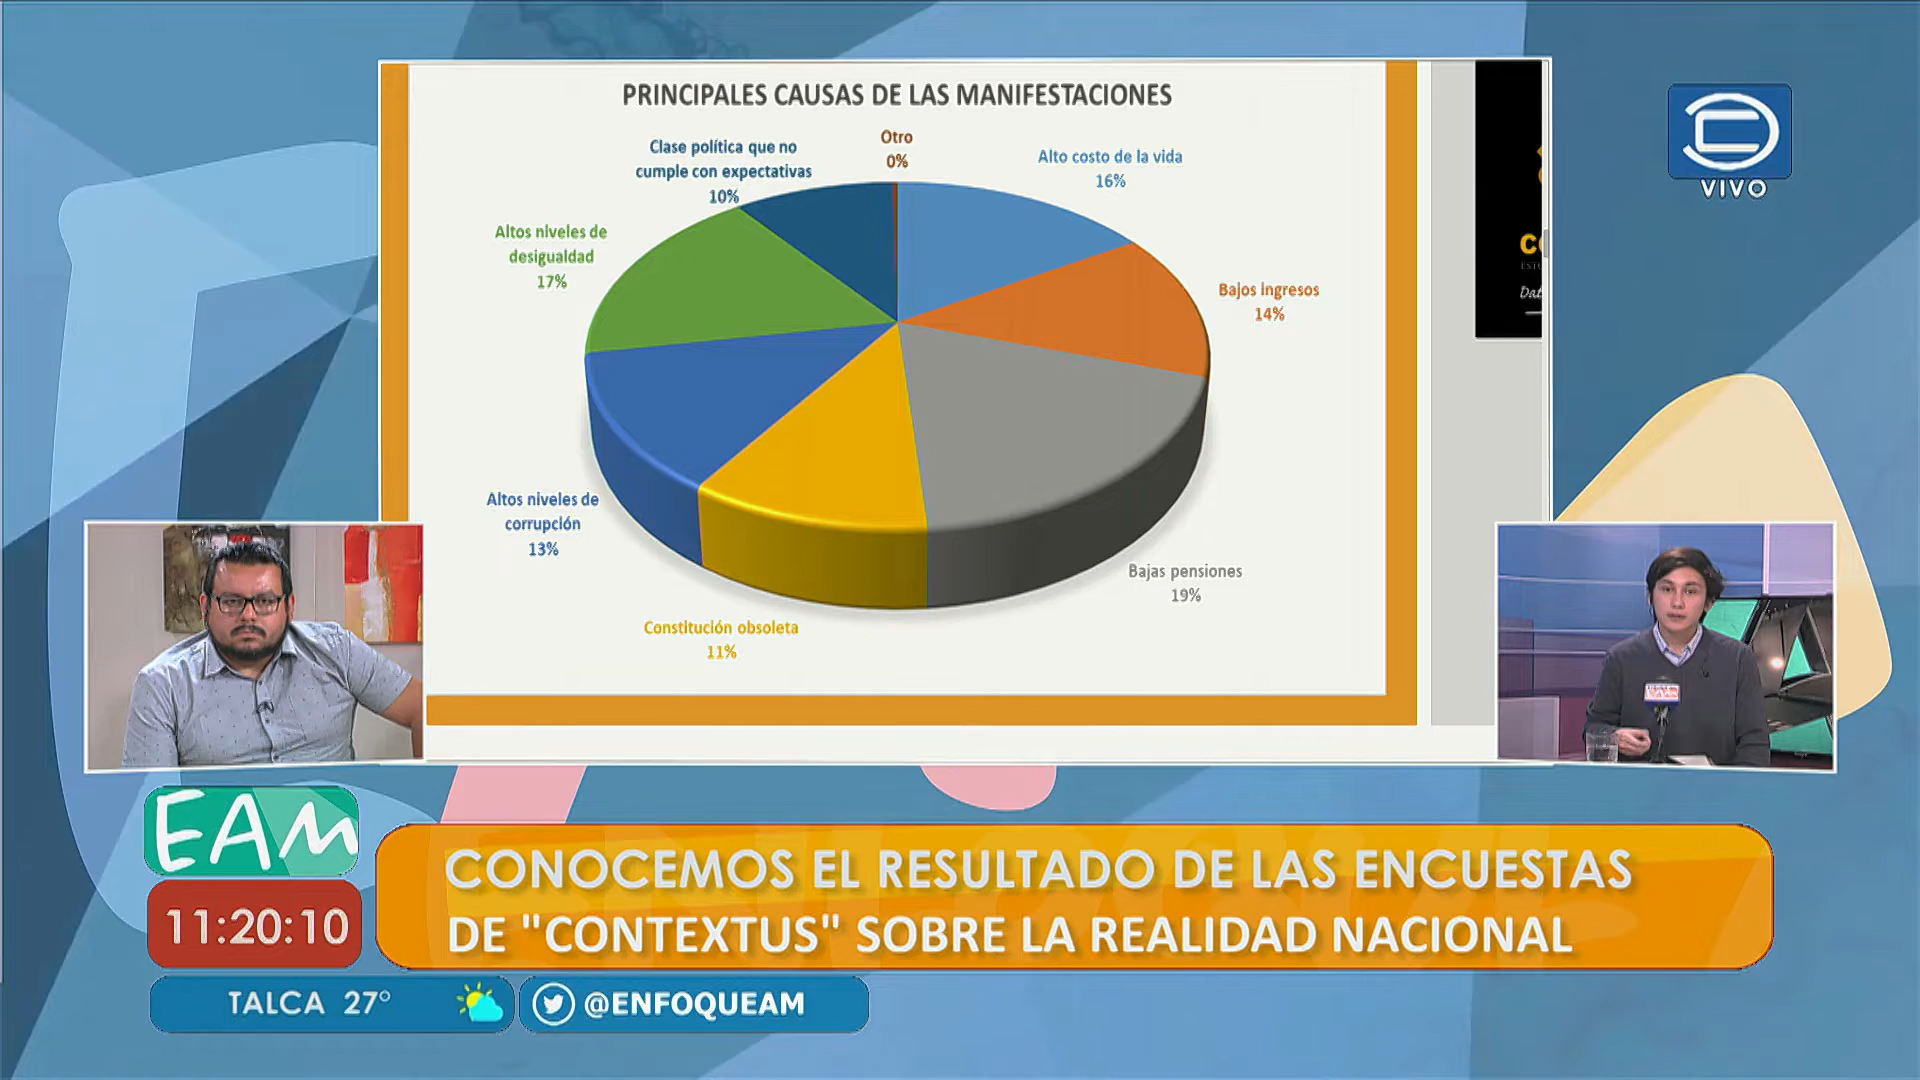 PRINCIPALES CAUSAS DE LAS MANIFESTACIONES
Otro
0%
Clase política que no
cumple con expectativas
10%
Alto costo de la vida
16%
Altos niveles de
desigualdad
17%
Bajos ingresos
14%
Altos niveles de
corrupción
13%
Bajas pensiones
19%
Constitución obsoleta
11%
VIVO
EAM
11:20:10
CONOCEMOS EL RESULTADO DE LAS ENCUESTAS
DE "CONTEXTUS" SOBRE LA REALIDAD NACIONAL
TALCA 27°
@ENFOQUEAM